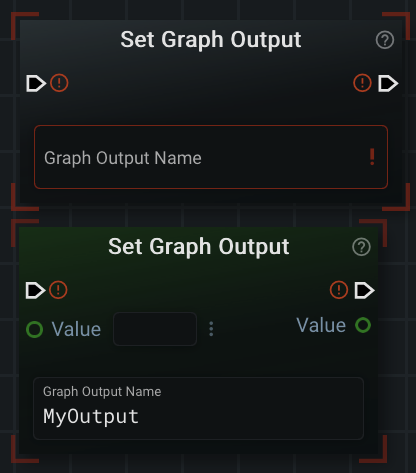 Set Graph Output ?
! !
Graph Output Name !
Set Graph Output ?
! !
Value Value
Graph Output Name
MyOutput